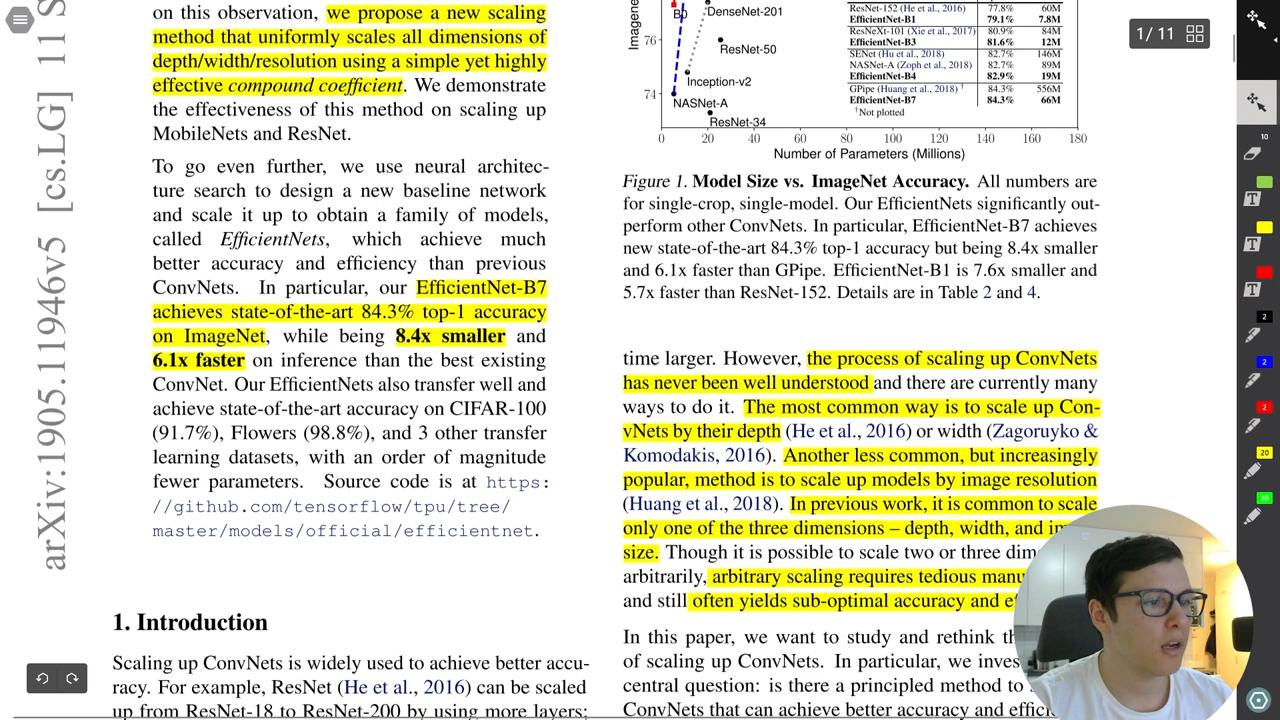 arXiv:1905.11946v5 [cs.LG] 11 S
on this observation, we propose a new scaling
method that uniformly scales all dimensions of
depth/width/resolution using a simple yet highly
effective compound coefficient. We demonstrate
the effectiveness of this method on scaling up
MobileNets and ResNet.
To go even further, we use neural architec-
ture search to design a new baseline network
and scale it up to obtain a family of models,
called EfficientNets, which achieve much
better accuracy and efficiency than previous
ConvNets. In particular, our EfficientNet-B7
achieves state-of-the-art 84.3% top-1 accuracy
on ImageNet, while being 8.4x smaller and
6.1x faster on inference than the best existing
ConvNet. Our EfficientNets also transfer well and
achieve state-of-the-art accuracy on CIFAR-100
(91.7%), Flowers (98.8%), and 3 other transfer
learning datasets, with an order of magnitude
fewer parameters. Source code is at https:
//github.com/tensorflow/tpu/tree/
master/models/official/efficientnet.
1. Introduction
Scaling up ConvNets is widely used to achieve better accu-
racy. For example, ResNet (He et al., 2016) can be scaled
up from ResNet-18 to ResNet-200 by using more layers;
Imagene
76
74
B0
DenseNet-201
ResNet-50
Inception-v2
NASNet-A
ResNet-34
ResNet-152 (He et al., 2016) 77.8% 60M
EfficientNet-B1 79.1% 7.8M
ResNeXt-101 (Xie et al., 2017) 80.9% 84M
EfficientNet-B3 81.6% 12M
SENet (Hu et al., 2018) 82.7% 146M
NASNet-A (Zoph et al., 2018) 82.7% 89M
EfficientNet-B4 82.9% 19M
GPipe (Huang et al., 2018) † 84.3% 556M
EfficientNet-B7 84.3% 66M
†Not plotted
0 20 40 60 80 100 120 140 160 180
Number of Parameters (Millions)
Figure 1. Model Size vs. ImageNet Accuracy. All numbers are
for single-crop, single-model. Our EfficientNets significantly out-
perform other ConvNets. In particular, EfficientNet-B7 achieves
new state-of-the-art 84.3% top-1 accuracy but being 8.4x smaller
and 6.1x faster than GPipe. EfficientNet-B1 is 7.6x smaller and
5.7x faster than ResNet-152. Details are in Table 2 and 4.
time larger. However, the process of scaling up ConvNets
has never been well understood and there are currently many
ways to do it. The most common way is to scale up Con-
vNets by their depth (He et al., 2016) or width (Zagoruyko &
Komodakis, 2016). Another less common, but increasingly
popular, method is to scale up models by image resolution
(Huang et al., 2018). In previous work, it is common to scale
only one of the three dimensions – depth, width, and im
size. Though it is possible to scale two or three dim
arbitrarily, arbitrary scaling requires tedious manu
and still often yields sub-optimal accuracy and e
In this paper, we want to study and rethink th
of scaling up ConvNets. In particular, we inves
central question: is there a principled method to
ConvNets that can achieve better accuracy and effic
1 / 11
10
T
T
T
2
2
2
20
20